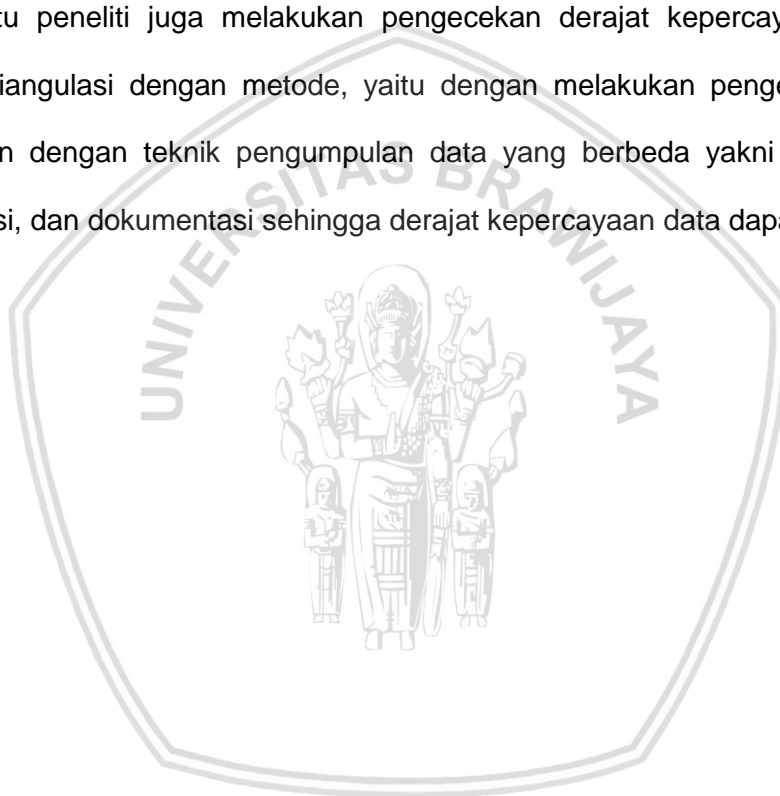 tu peneliti juga melakukan pengecekan derajat kepercay
iangulasi dengan metode, yaitu dengan melakukan penge
n dengan teknik pengumpulan data yang berbeda yakni
si, dan dokumentasi sehingga derajat kepercayaan data dapa
UNIVERSITAS BRAWIJAYA